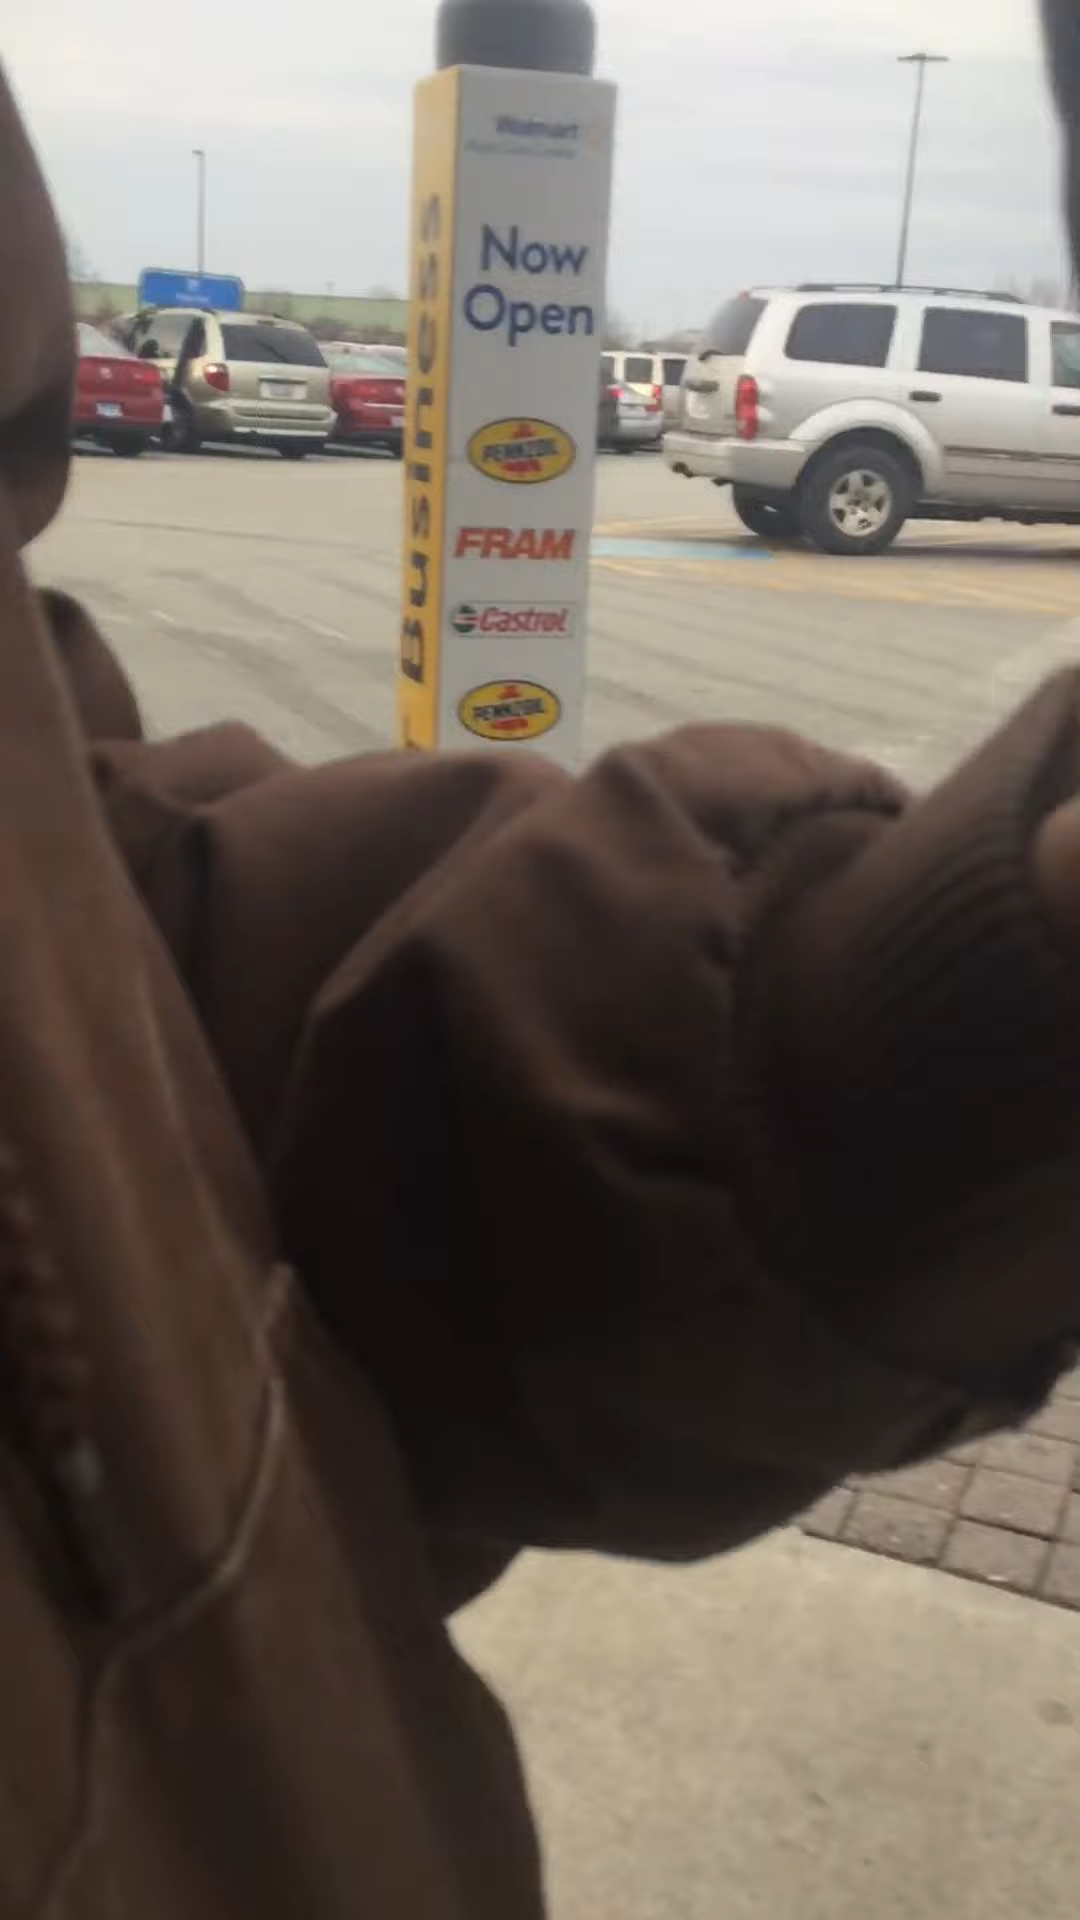 Walmart
Now
Open
PENNZOIL
FRAM
Castrol
PENNZOIL
Business